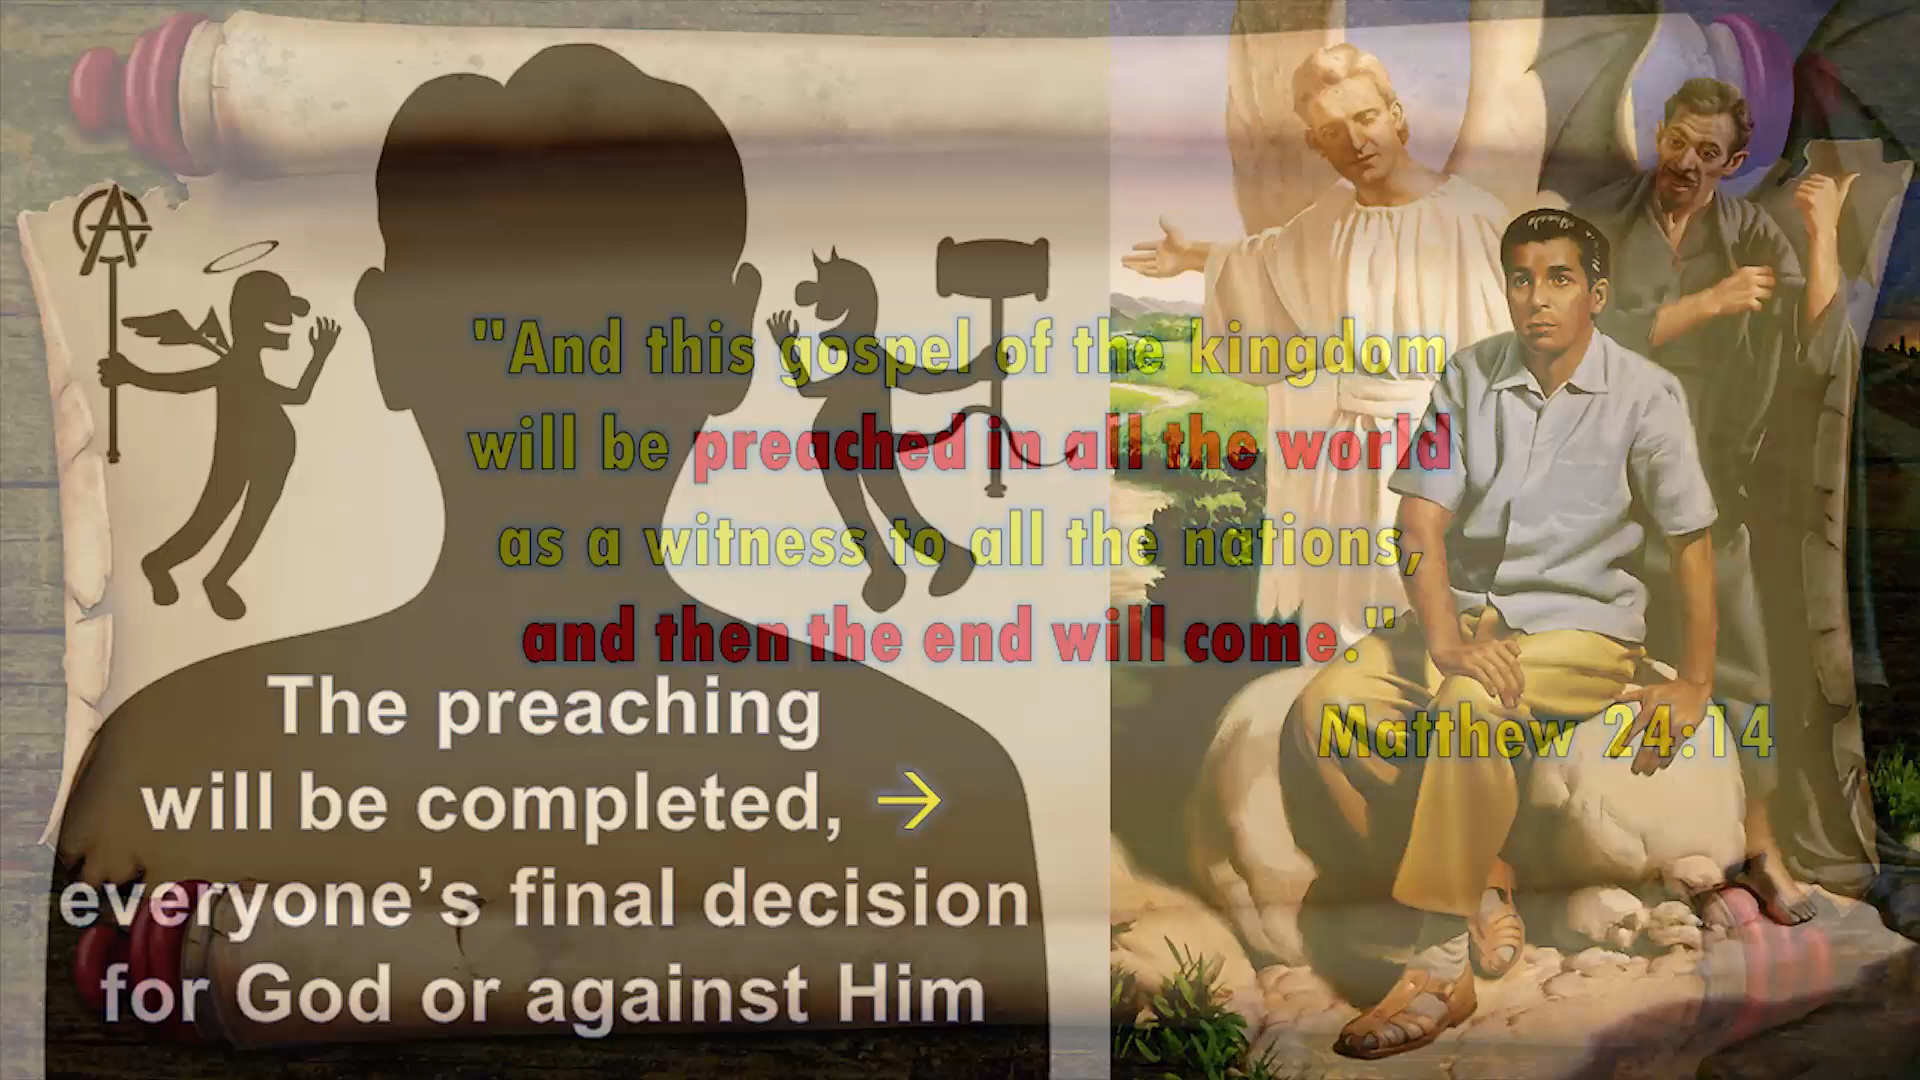 "And this gospel of the kingdom
will be preached in all the world
as a witness to all the nations,
and then the end will come."
Matthew 24:14
The preaching
will be completed, →
everyone’s final decision
for God or against Him